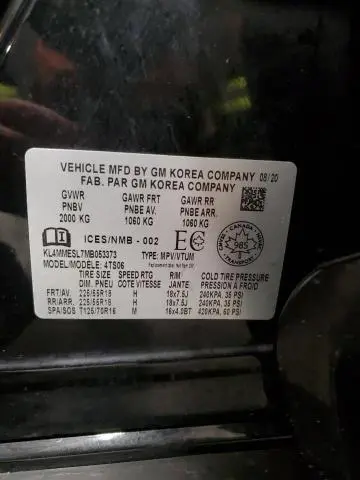 VEHICLE MFD BY GM KOREA COMPANY 08/20
FAB. PAR GM KOREA COMPANY
GVWR GAWR FRT GAWR RR
PNBV PNBE AV. PNBE ARR.
2000 KG 1060 KG 1060 KG
ICES/NMB - 002 EC
CANADA
985
TRANSPORT
KL4MMESL7MB053373 TYPE: MPV/VTUM
MODEL/MODELE: 4TS06
TIRE SIZE SPEED RTG RIM COLD TIRE PRESSURE
DIM. PNEU COTE VITESSE JANTE PRESSION À FROID
FRT/AV. 225/55R18 H 18x7.5J 240KPA, 35 PSI
RR/ARR. 225/55R18 H 18x7.5J 240KPA, 35 PSI
SPA/SOS T125/70R16 M 16x4.0BT 420KPA, 60 PSI